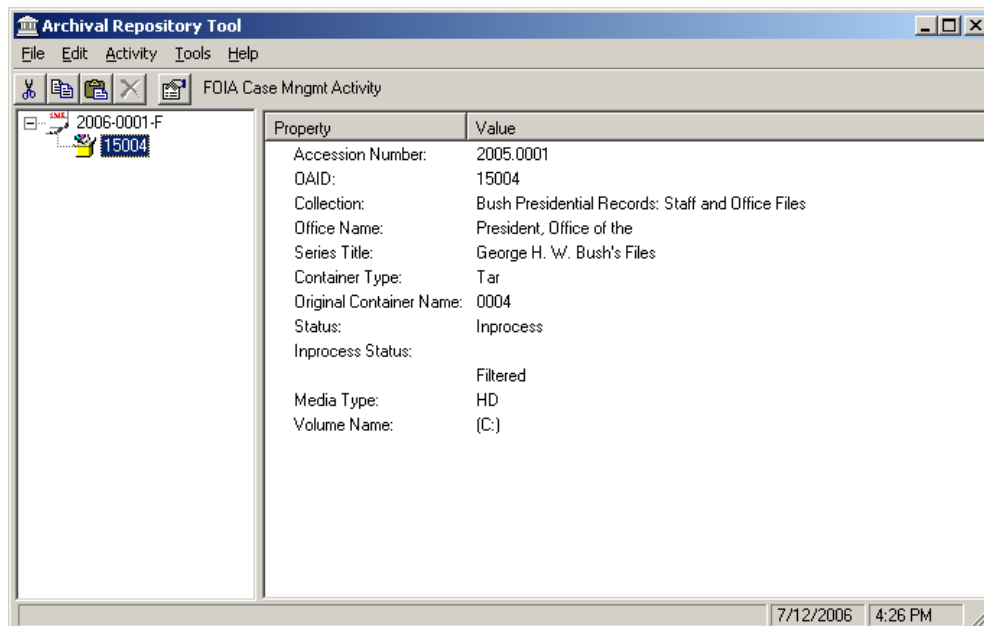 Archival Repository Tool
File Edit Activity Tools Help
FOIA Case Mngmt Activity
2006-0001-F
15004
Property Value
Accession Number: 2005.0001
OAID: 15004
Collection: Bush Presidential Records: Staff and Office Files
Office Name: President, Office of the
Series Title: George H. W. Bush's Files
Container Type: Tar
Original Container Name: 0004
Status: Inprocess
Inprocess Status:
Filtered
Media Type: HD
Volume Name: (C:)
7/12/2006 4:26 PM